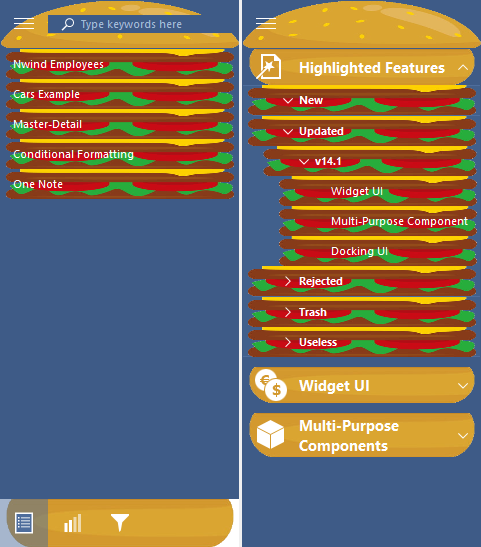 Type keywords here
Nwind Employees
Cars Example
Master-Detail
Conditional Formatting
One Note
Highlighted Features
New
Updated
v14.1
Widget UI
Multi-Purpose Component
Docking UI
Rejected
Trash
Useless
€
$
Widget UI
Multi-Purpose
Components